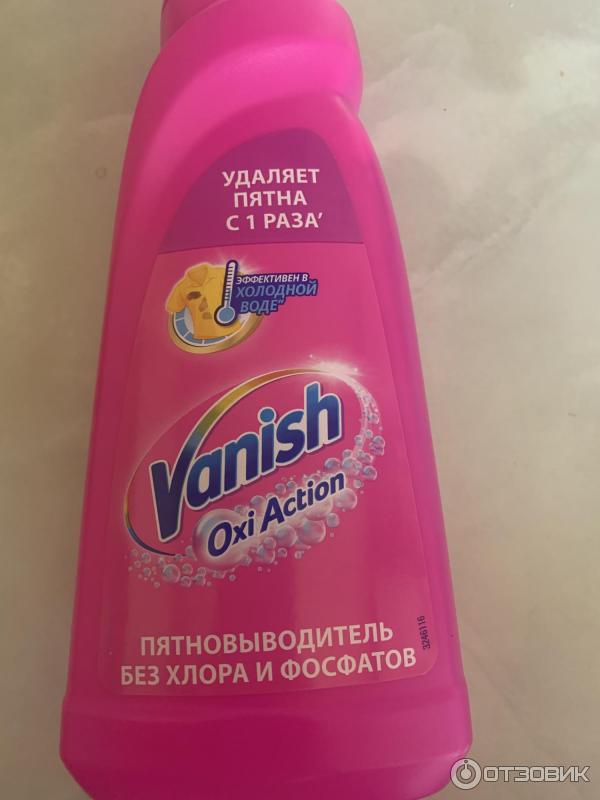 УДАЛЯЕТ
ПЯТНА
С 1 РАЗА'
ЭФФЕКТИВЕН В
ХОЛОДНОЙ
ВОДЕ"
Vanish
Oxi Action
ПЯТНОВЫВОДИТЕЛЬ
БЕЗ ХЛОРА И ФОСФАТОВ
3246116
ОТЗОВИК